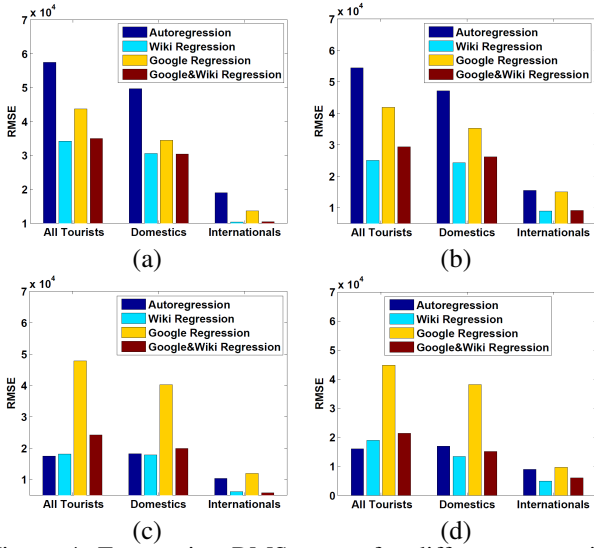 x 10^4
7
6
5
4
3
2
1
RMSE
Autoregression
Wiki Regression
Google Regression
Google&Wiki Regression
All Tourists Domestics Internationals
(a)
x 10^4
7
6
5
4
3
2
1
RMSE
Autoregression
Wiki Regression
Google Regression
Google&Wiki Regression
All Tourists Domestics Internationals
(b)
x 10^4
7
6
5
4
3
2
1
RMSE
Autoregression
Wiki Regression
Google Regression
Google&Wiki Regression
All Tourists Domestics Internationals
(c)
x 10^4
7
6
5
4
3
2
1
0
RMSE
Autoregression
Wiki Regression
Google Regression
Google&Wiki Regression
All Tourists Domestics Internationals
(d)